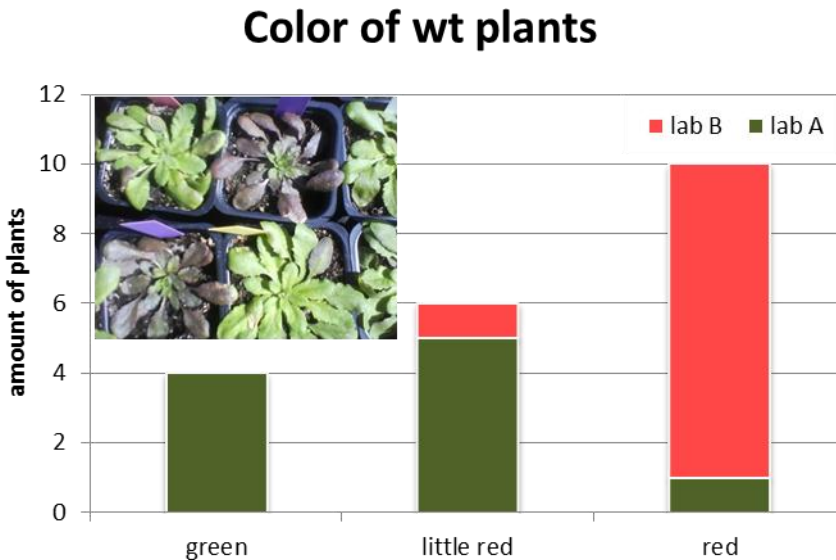 Color of wt plants
lab B lab A
amount of plants
12
10
8
6
4
2
0
green little red red